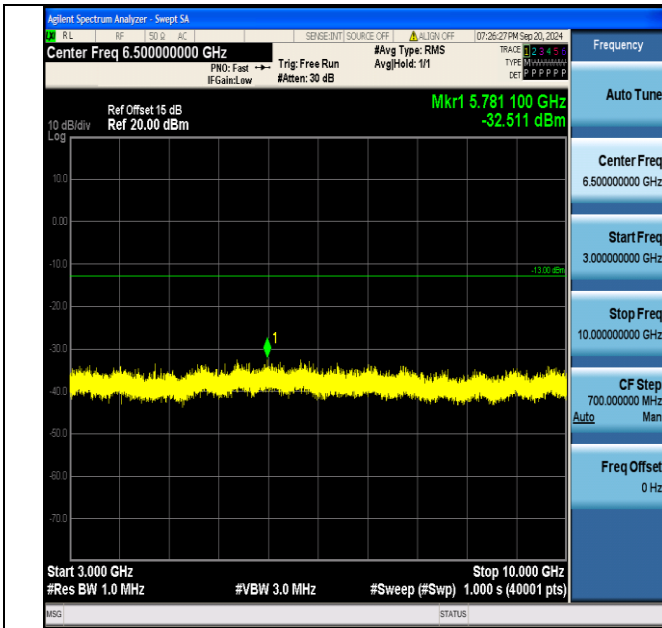 Agilent Spectrum Analyzer - Swept SA
RL RF 50 Ω AC SENSE:INT SOURCE OFF ALIGN OFF 07:26:27 PM Sep 20, 2024
Center Freq 6.500000000 GHz
PNO: Fast
IFGain:Low
Trig: Free Run
#Atten: 30 dB
#Avg Type: RMS
Avg|Hold: 1/1
TRACE 1 2 3 4 5 6
TYPE M
DET P P P P P P
Ref Offset 15 dB
10 dB/div Ref 20.00 dBm
Log
Mkr1 5.781 100 GHz
-32.511 dBm
10.0
0.00
-10.0
-13.00 dBm
-20.0
-30.0
1
-40.0
-50.0
-60.0
-70.0
Start 3.000 GHz
Stop 10.000 GHz
#Res BW 1.0 MHz #VBW 3.0 MHz #Sweep (#Swp) 1.000 s (40001 pts)
MSG STATUS
Frequency
Auto Tune
Center Freq
6.500000000 GHz
Start Freq
3.000000000 GHz
Stop Freq
10.000000000 GHz
CF Step
700.000000 MHz
Auto Man
Freq Offset
0 Hz